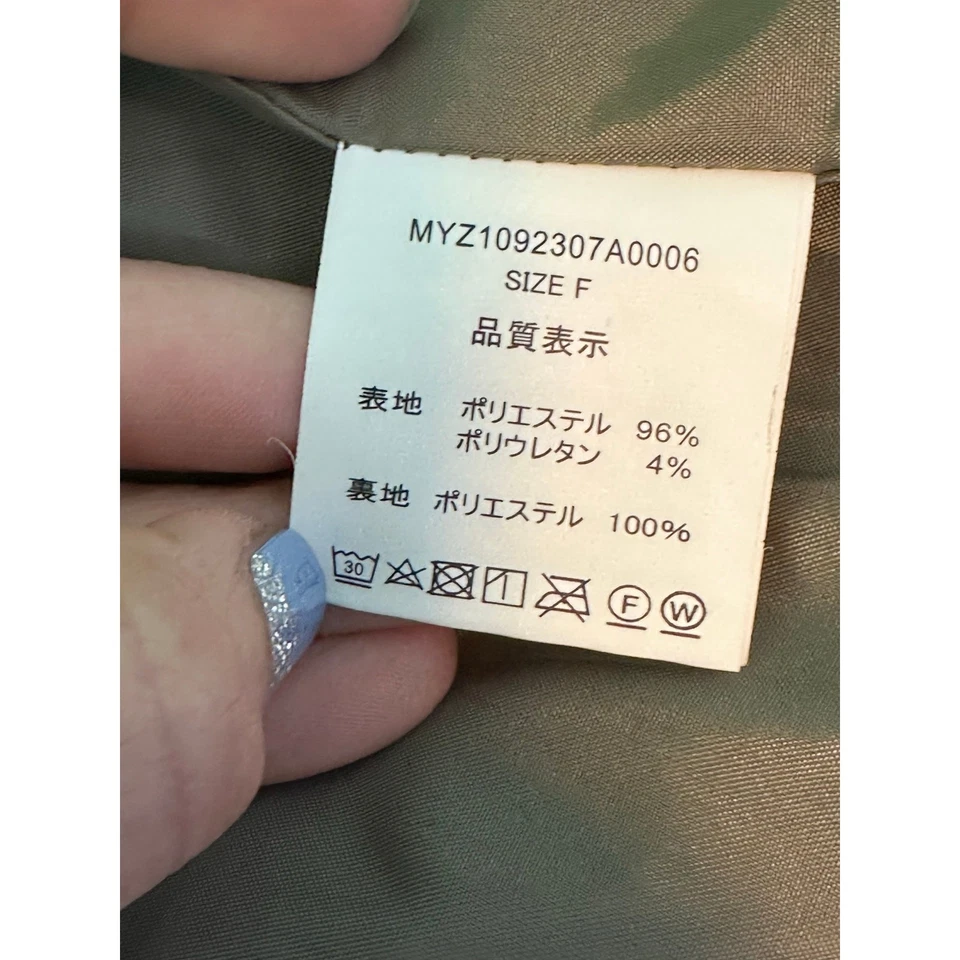 MYZ1092307A0006
SIZE F
品質表示
表地 ポリエステル 96%
ポリウレタン 4%
裏地 ポリエステル 100%
30 F W